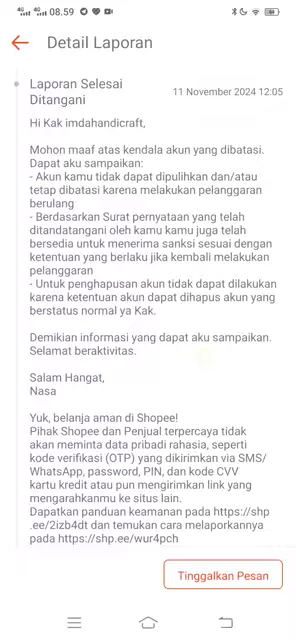 4G 4G 08.59
Detail Laporan
Laporan Selesai
Ditangani
11 November 2024 12:05
Hi Kak imdahandicraft,
Mohon maaf atas kendala akun yang dibatasi.
Dapat aku sampaikan:
- Akun kamu tidak dapat dipulihkan dan/atau
tetap dibatasi karena melakukan pelanggaran
berulang
- Berdasarkan Surat pernyataan yang telah
ditandatangani oleh kamu kamu juga telah
bersedia untuk menerima sanksi sesuai dengan
ketentuan yang berlaku jika kembali melakukan
pelanggaran
- Untuk penghapusan akun tidak dapat dilakukan
karena ketentuan akun dapat dihapus akun yang
berstatus normal ya Kak.
Demikian informasi yang dapat aku sampaikan.
Selamat beraktivitas.
Salam Hangat,
Nasa
Yuk, belanja aman di Shopee!
Pihak Shopee dan Penjual terpercaya tidak
akan meminta data pribadi rahasia, seperti
kode verifikasi (OTP) yang dikirimkan via SMS/
WhatsApp, password, PIN, dan kode CVV
kartu kredit atau pun mengirimkan link yang
mengarahkanmu ke situs lain.
Dapatkan panduan keamanan pada https://shp
.ee/2izb4dt dan temukan cara melaporkannya
pada https://shp.ee/wur4pch
Tinggalkan Pesan